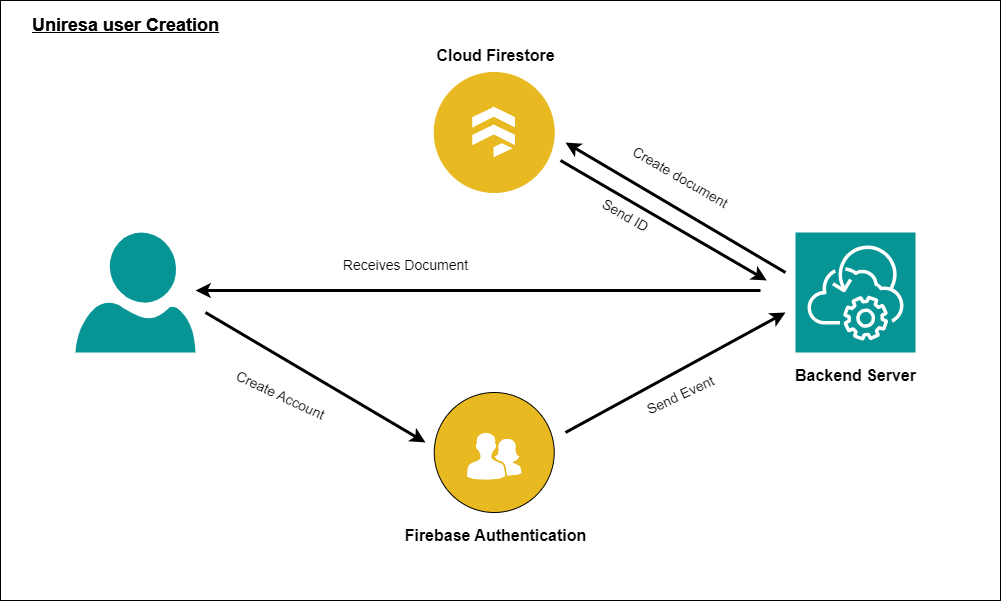 Uniresa user Creation
Cloud Firestore
Create document
Send ID
Receives Document
Backend Server
Create Account
Send Event
Firebase Authentication